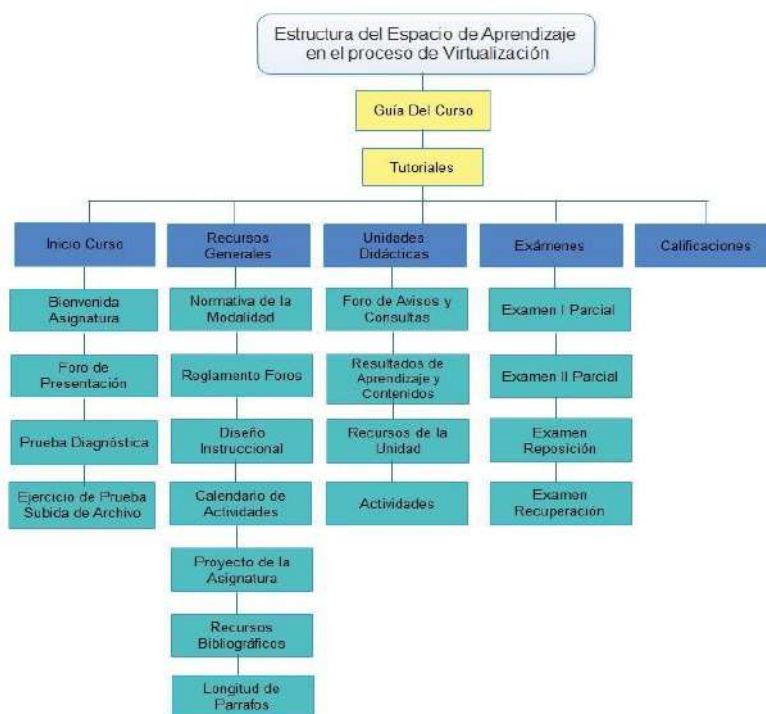 Estructura del Espacio de Aprendizaje
en el proceso de Virtualización
Guía Del Curso
Tutoriales
Inicio Curso
Recursos
Generales
Unidades
Didácticas
Exámenes
Calificaciones
Bienvenida
Asignatura
Foro de
Presentación
Prueba Diagnóstica
Ejercicio de Prueba
Subida de Archivo
Normativa de la
Modalidad
Reglamento Foros
Diseño
Instruccional
Calendario de
Actividades
Proyecto de la
Asignatura
Recursos
Bibliográficos
Longitud de
Parrafos
Foro de Avisos y
Consultas
Resultados de
Aprendizaje y
Contenidos
Recursos de la
Unidad
Actividades
Examen I Parcial
Examen II Parcial
Examen
Reposición
Examen
Recuperación